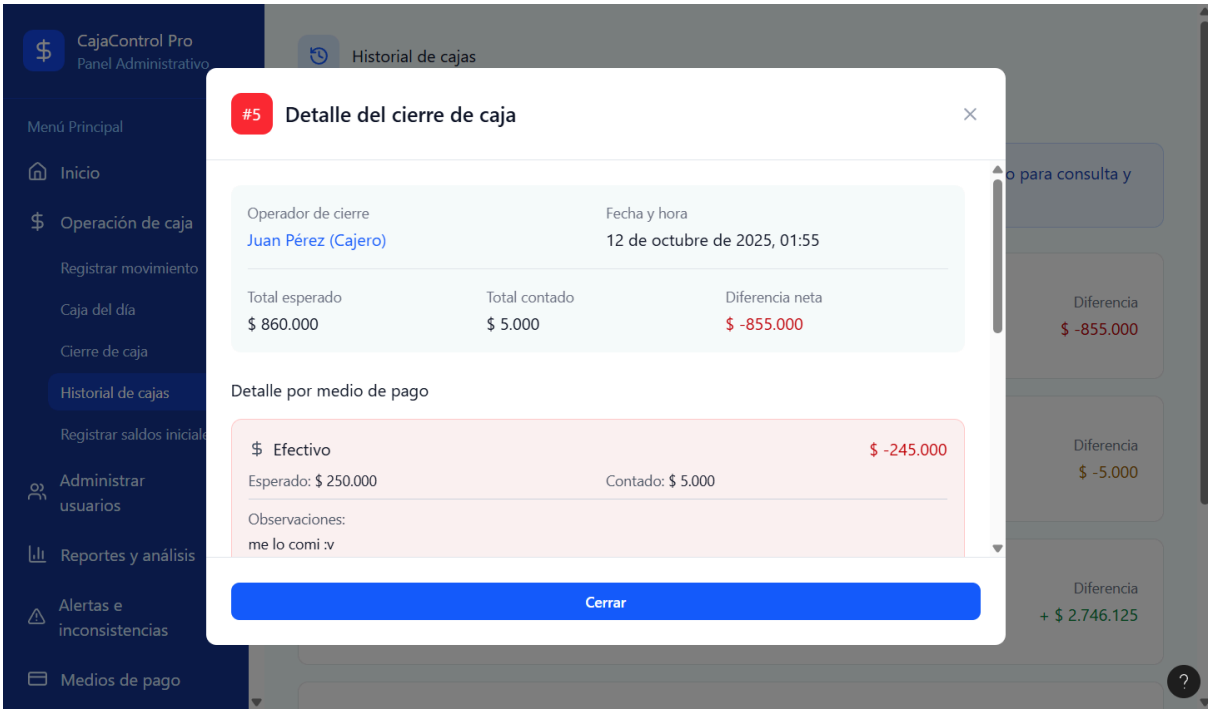 CajaControl Pro
Panel Administrativo
Menú Principal
Inicio
Operación de caja
Registrar movimiento
Caja del día
Cierre de caja
Historial de cajas
Registrar saldos iniciale
Administrar
usuarios
Reportes y análisis
Alertas e
inconsistencias
Medios de pago
Historial de cajas
o para consulta y
Diferencia
$ -855.000
Diferencia
$ -5.000
Diferencia
+ $ 2.746.125
?
#5 Detalle del cierre de caja
Operador de cierre Fecha y hora
Juan Pérez (Cajero) 12 de octubre de 2025, 01:55
Total esperado Total contado Diferencia neta
$ 860.000 $ 5.000 $ -855.000
Detalle por medio de pago
$ Efectivo $ -245.000
Esperado: $ 250.000 Contado: $ 5.000
Observaciones:
me lo comi :v
Cerrar